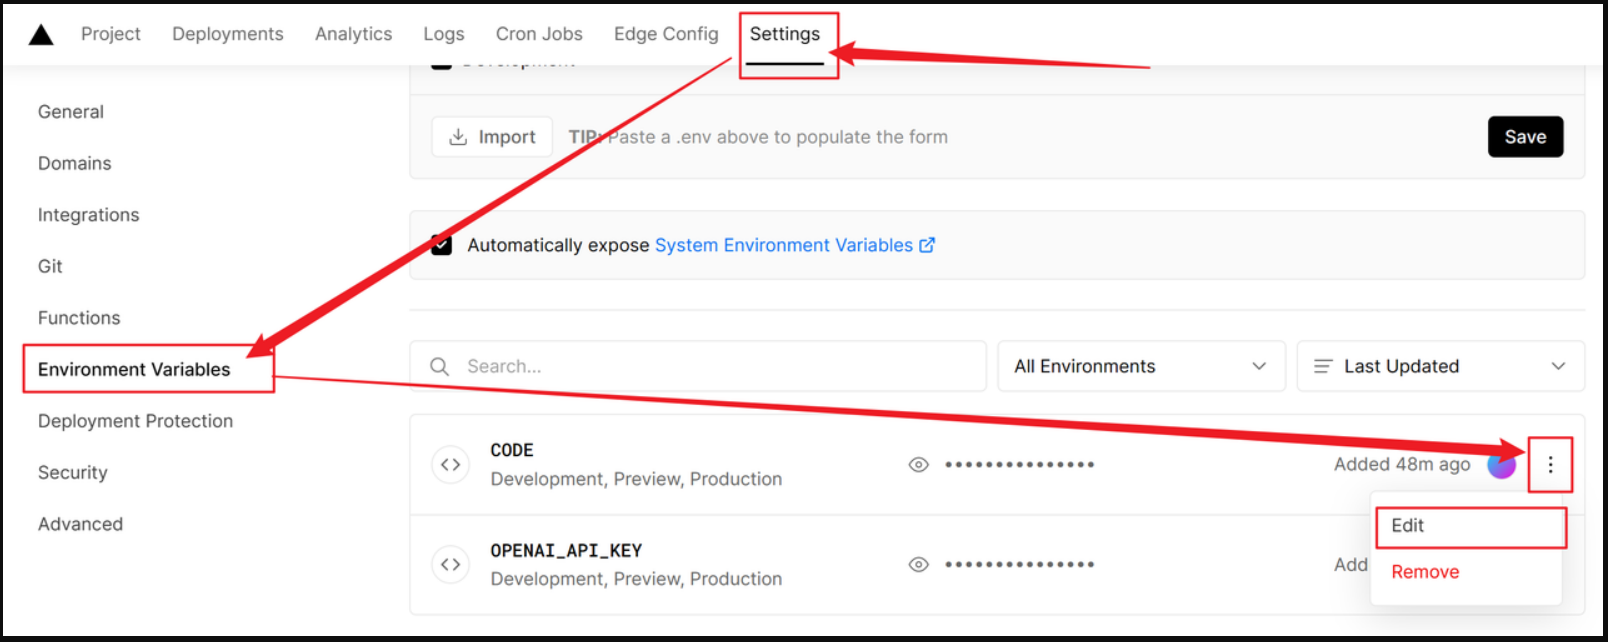 Project Deployments Analytics Logs Cron Jobs Edge Config Settings
Development
General
Domains
Integrations
Git
Functions
Environment Variables
Deployment Protection
Security
Advanced
Import TIP: Paste a .env above to populate the form Save
Automatically expose System Environment Variables
Search... All Environments Last Updated
CODE
Development, Preview, Production
••••••••••••••• Added 48m ago
Edit
Remove
OPENAI_API_KEY
Development, Preview, Production
••••••••••••••• Add